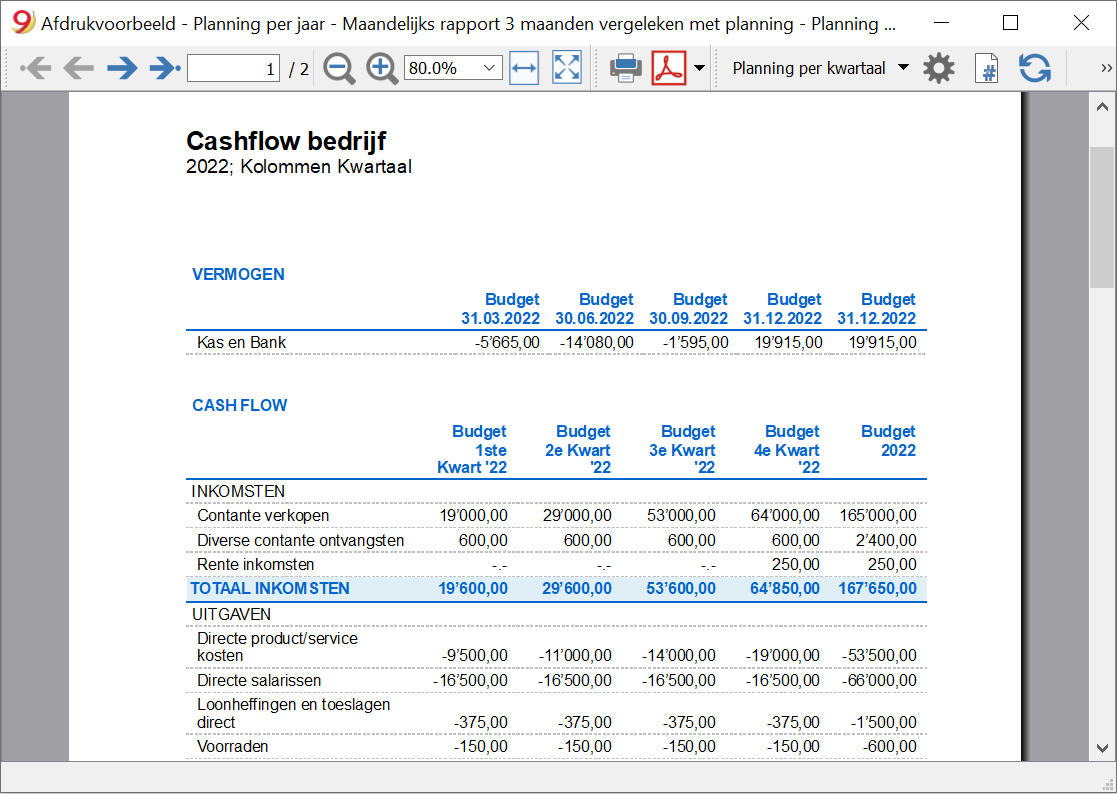 Afdrukvoorbeeld - Planning per jaar - Maandelijks rapport 3 maanden vergeleken met planning - Planning ...
1 / 2 80.0% Planning per kwartaal
Cashflow bedrijf
2022; Kolommen Kwartaal
VERMOGEN
Budget Budget Budget Budget Budget
31.03.2022 30.06.2022 30.09.2022 31.12.2022 31.12.2022
Kas en Bank -5’665,00 -14’080,00 -1’595,00 19’915,00 19’915,00
CASH FLOW
Budget Budget Budget Budget Budget
1ste 2e Kwart 3e Kwart 4e Kwart 2022
Kwart '22 '22 '22 '22
INKOMSTEN
Contante verkopen 19’000,00 29’000,00 53’000,00 64’000,00 165’000,00
Diverse contante ontvangsten 600,00 600,00 600,00 600,00 2’400,00
Rente inkomsten -.- -.- -.- 250,00 250,00
TOTAAL INKOMSTEN 19’600,00 29’600,00 53’600,00 64’850,00 167’650,00
UITGAVEN
Directe product/service
kosten -9’500,00 -11’000,00 -14’000,00 -19’000,00 -53’500,00
Directe salarissen -16’500,00 -16’500,00 -16’500,00 -16’500,00 -66’000,00
Loonheffingen en toeslagen
direct -375,00 -375,00 -375,00 -375,00 -1’500,00
Voorraden -150,00 -150,00 -150,00 -150,00 -600,00